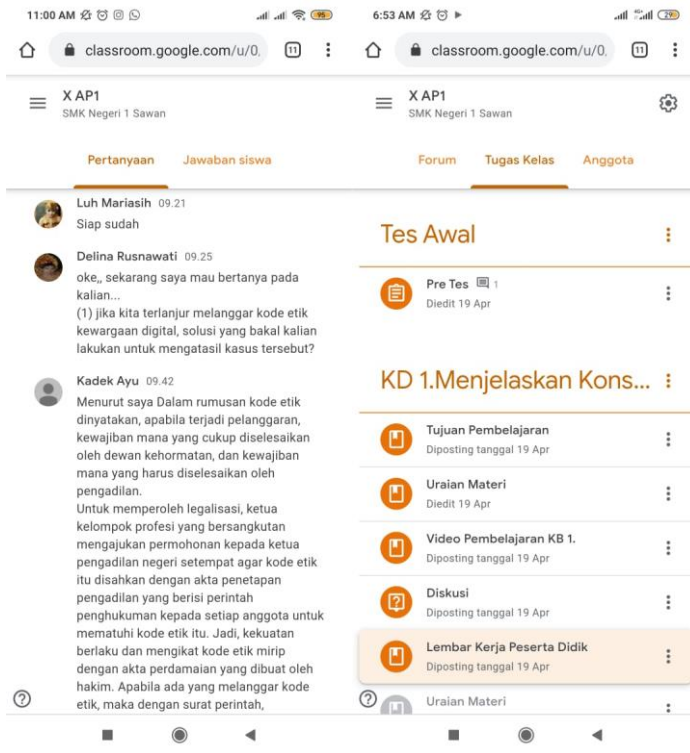 11:00 AM
95
classroom.google.com/u/0,
11
X AP1
SMK Negeri 1 Sawan
Pertanyaan Jawaban siswa
Luh Mariasih 09.21
Siap sudah
Delina Rusnawati 09.25
oke,, sekarang saya mau bertanya pada
kalian...
(1) jika kita terlanjur melanggar kode etik
kewargaan digital, solusi yang bakal kalian
lakukan untuk mengatasil kasus tersebut?
Kadek Ayu 09.42
Menurut saya Dalam rumusan kode etik
dinyatakan, apabila terjadi pelanggaran,
kewajiban mana yang cukup diselesaikan
oleh dewan kehormatan, dan kewajiban
mana yang harus diselesaikan oleh
pengadilan.
Untuk memperoleh legalisasi, ketua
kelompok profesi yang bersangkutan
mengajukan permohonan kepada ketua
pengadilan negeri setempat agar kode etik
itu disahkan dengan akta penetapan
pengadilan yang berisi perintah
penghukuman kepada setiap anggota untuk
mematuhi kode etik itu. Jadi, kekuatan
berlaku dan mengikat kode etik mirip
dengan akta perdamaian yang dibuat oleh
hakim. Apabila ada yang melanggar kode
etik, maka dengan surat perintah,
6:53 AM
4G+
29
classroom.google.com/u/0,
11
X AP1
SMK Negeri 1 Sawan
Forum Tugas Kelas Anggota
Tes Awal
Pre Tes 1
Diedit 19 Apr
KD 1.Menjelaskan Kons...
Tujuan Pembelajaran
Diposting tanggal 19 Apr
Uraian Materi
Diedit 19 Apr
Video Pembelajaran KB 1.
Diposting tanggal 19 Apr
Diskusi
Diposting tanggal 19 Apr
Lembar Kerja Peserta Didik
Diposting tanggal 19 Apr
Uraian Materi